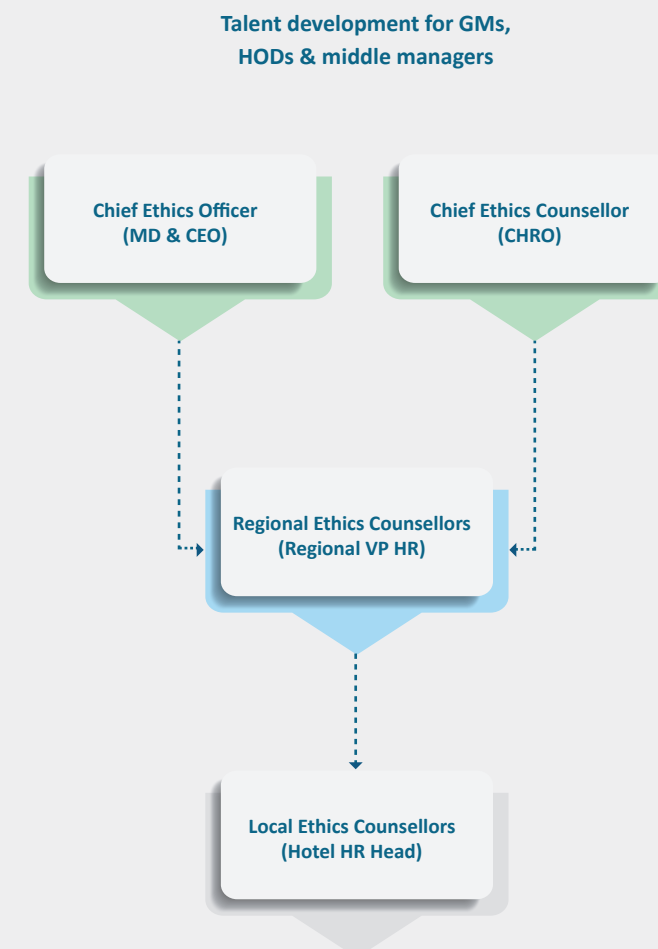 Talent development for GMs,
HODs & middle managers
Chief Ethics Officer
(MD & CEO)
Chief Ethics Counsellor
(CHRO)
Regional Ethics Counsellors
(Regional VP HR)
Local Ethics Counsellors
(Hotel HR Head)